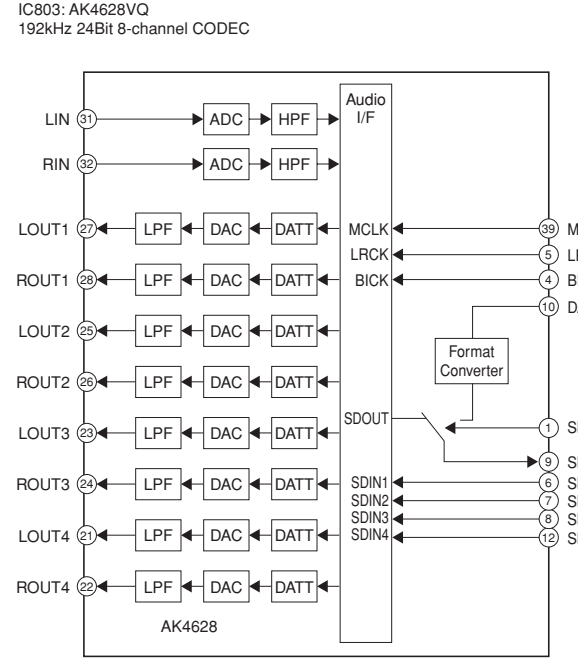 IC803: AK4628VQ
192kHz 24Bit 8-channel CODEC
Audio
I/F
LIN 31 ADC HPF
RIN 32 ADC HPF
LOUT1 27 LPF DAC DATT MCLK 39
LRCK 5
ROUT1 28 LPF DAC DATT BICK 4
10
LOUT2 25 LPF DAC DATT
Format
Converter
ROUT2 26 LPF DAC DATT
SDOUT
LOUT3 23 LPF DAC DATT 1
9
ROUT3 24 LPF DAC DATT SDIN1 6
SDIN2 7
SDIN3 8
LOUT4 21 LPF DAC DATT SDIN4 12
ROUT4 22 LPF DAC DATT
AK4628